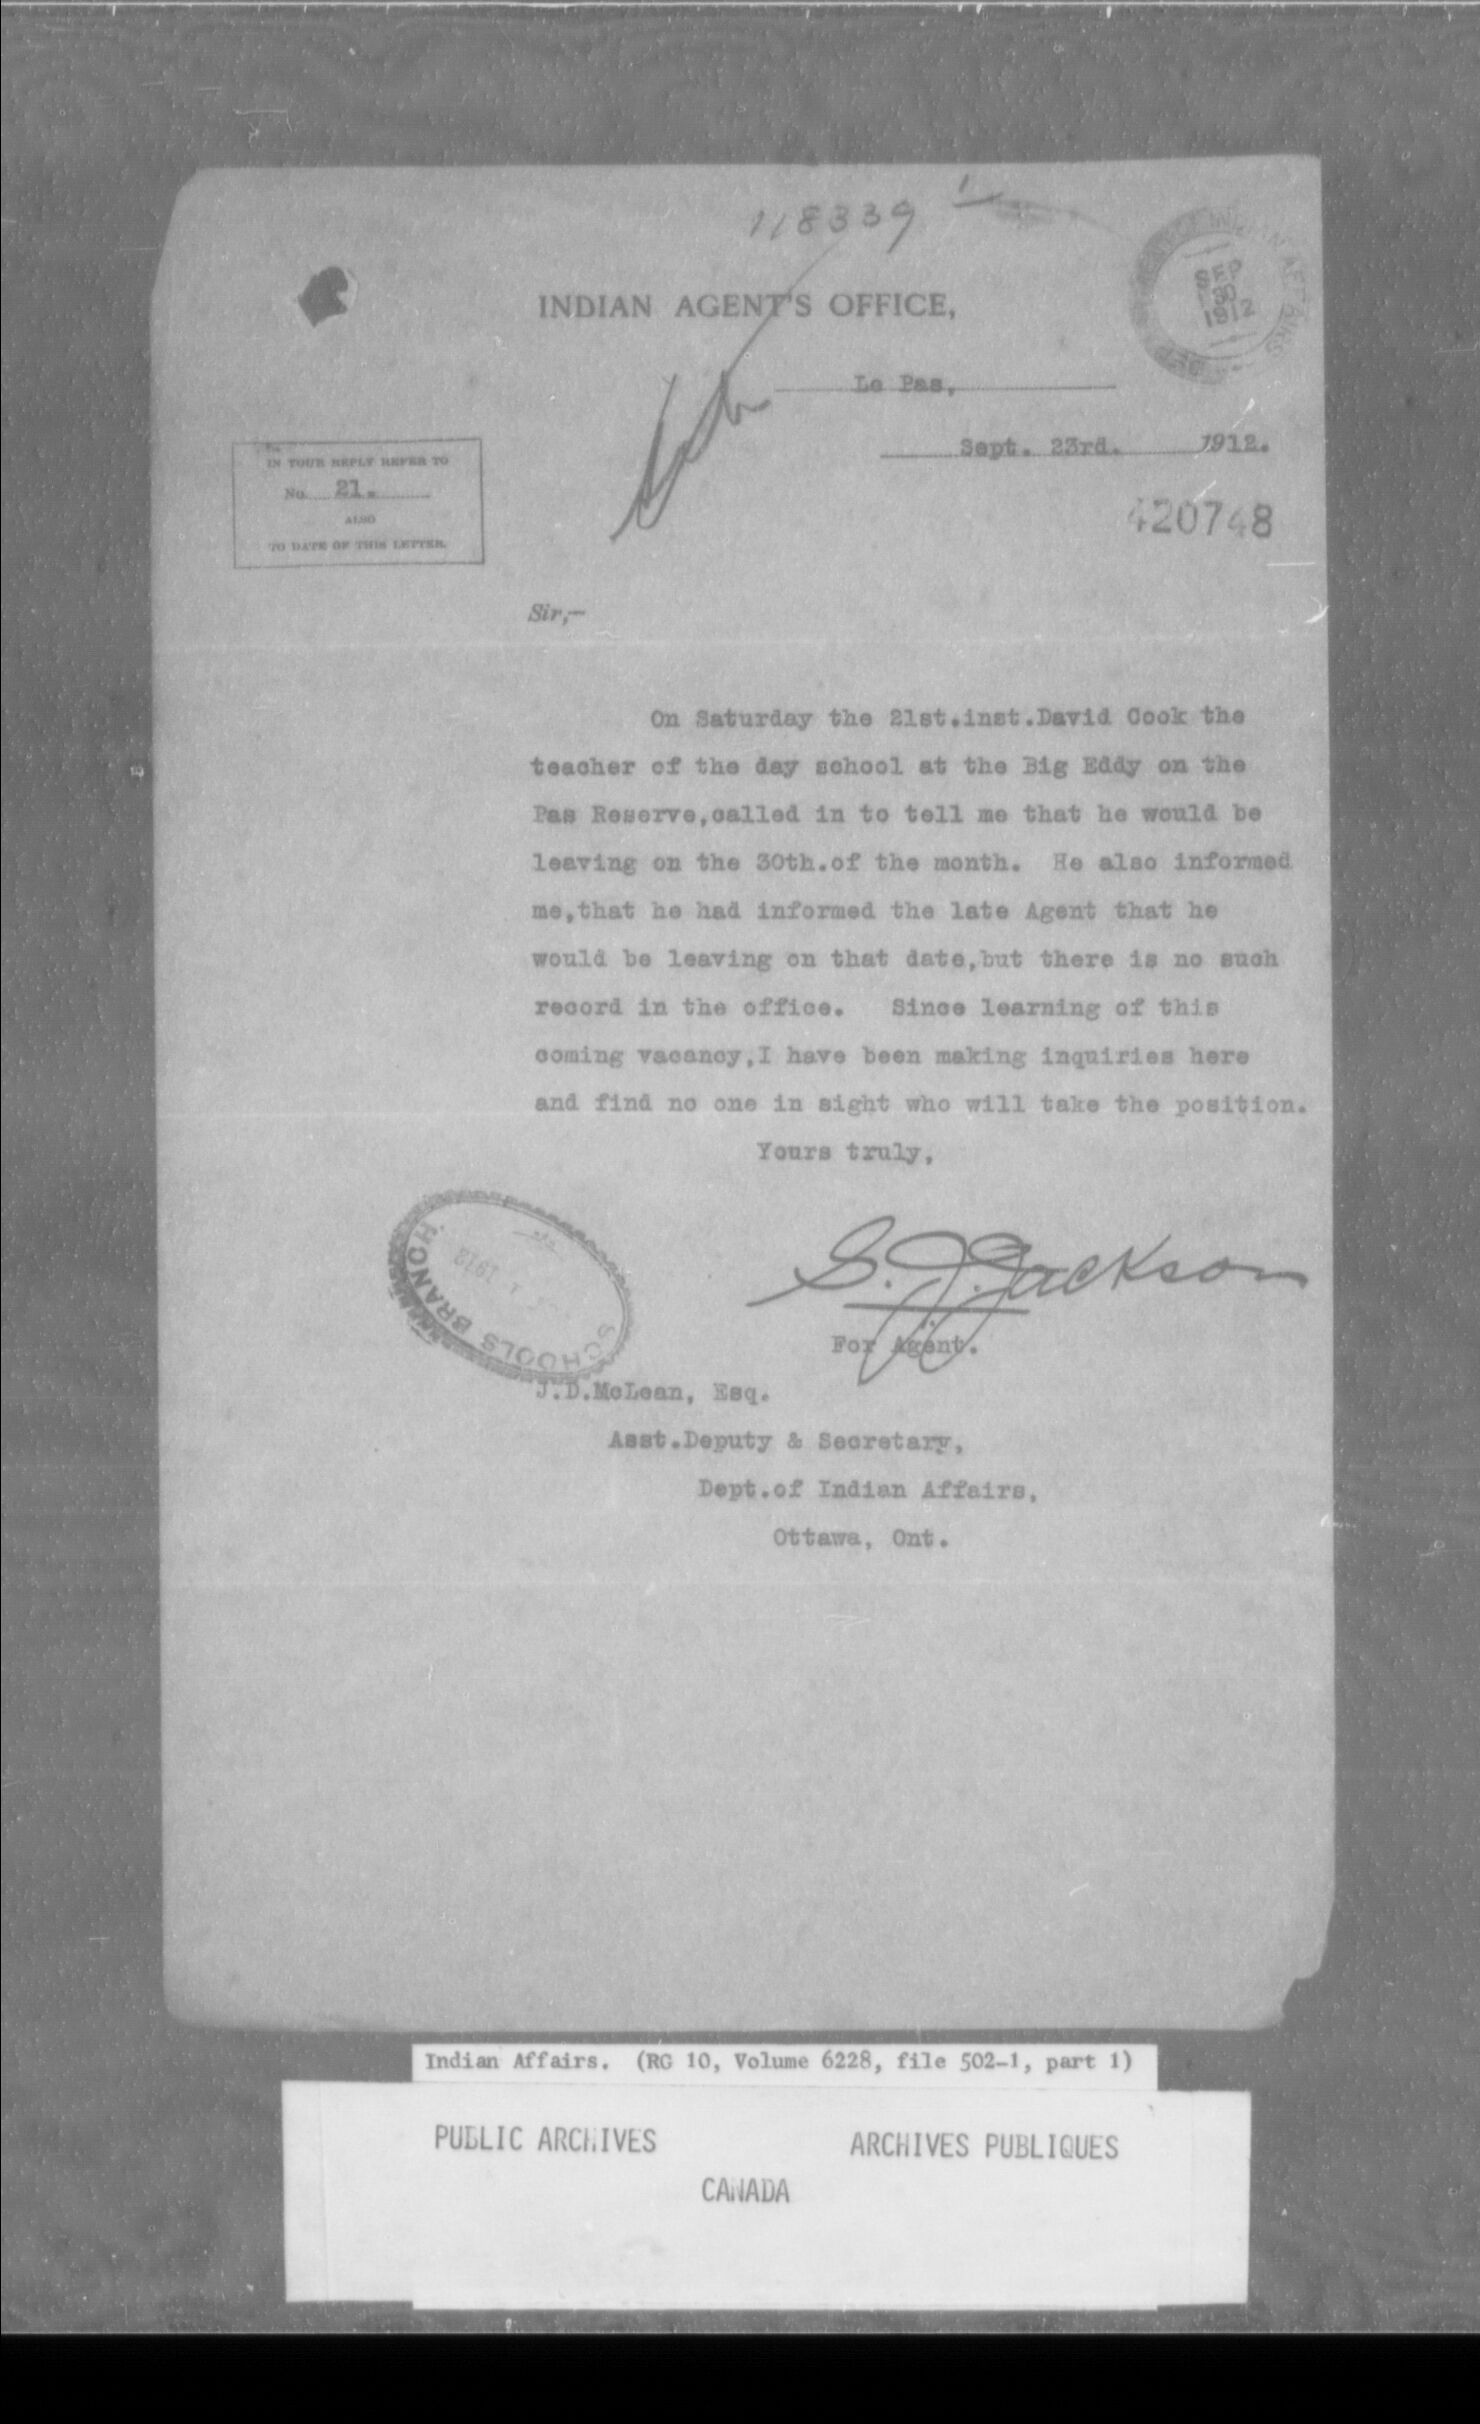 118339
INDIAN AGENT'S OFFICE,
SEP
30
1912
Le Pas,
Sept. 23rd. 1912.
IN YOUR REPLY REFER TO
No. 21.
ALSO
TO DATE OF THIS LETTER.
420748
Sir,—
On Saturday the 21st.inst.David Cook the
teacher of the day school at the Big Eddy on the
Pas Reserve,called in to tell me that he would be
leaving on the 30th.of the month. He also informed
me,that he had informed the late Agent that he
would be leaving on that date,but there is no such
record in the office. Since learning of this
coming vacancy,I have been making inquiries here
and find no one in sight who will take the position.
Yours truly,
S. J. Jackson
For Agent.
SCHOOLS BRANCH
1912
J.D.McLean, Esq.
Asst.Deputy & Secretary,
Dept.of Indian Affairs,
Ottawa, Ont.
Indian Affairs. (RG 10, Volume 6228, file 502-1, part 1)
PUBLIC ARCHIVES ARCHIVES PUBLIQUES
CANADA